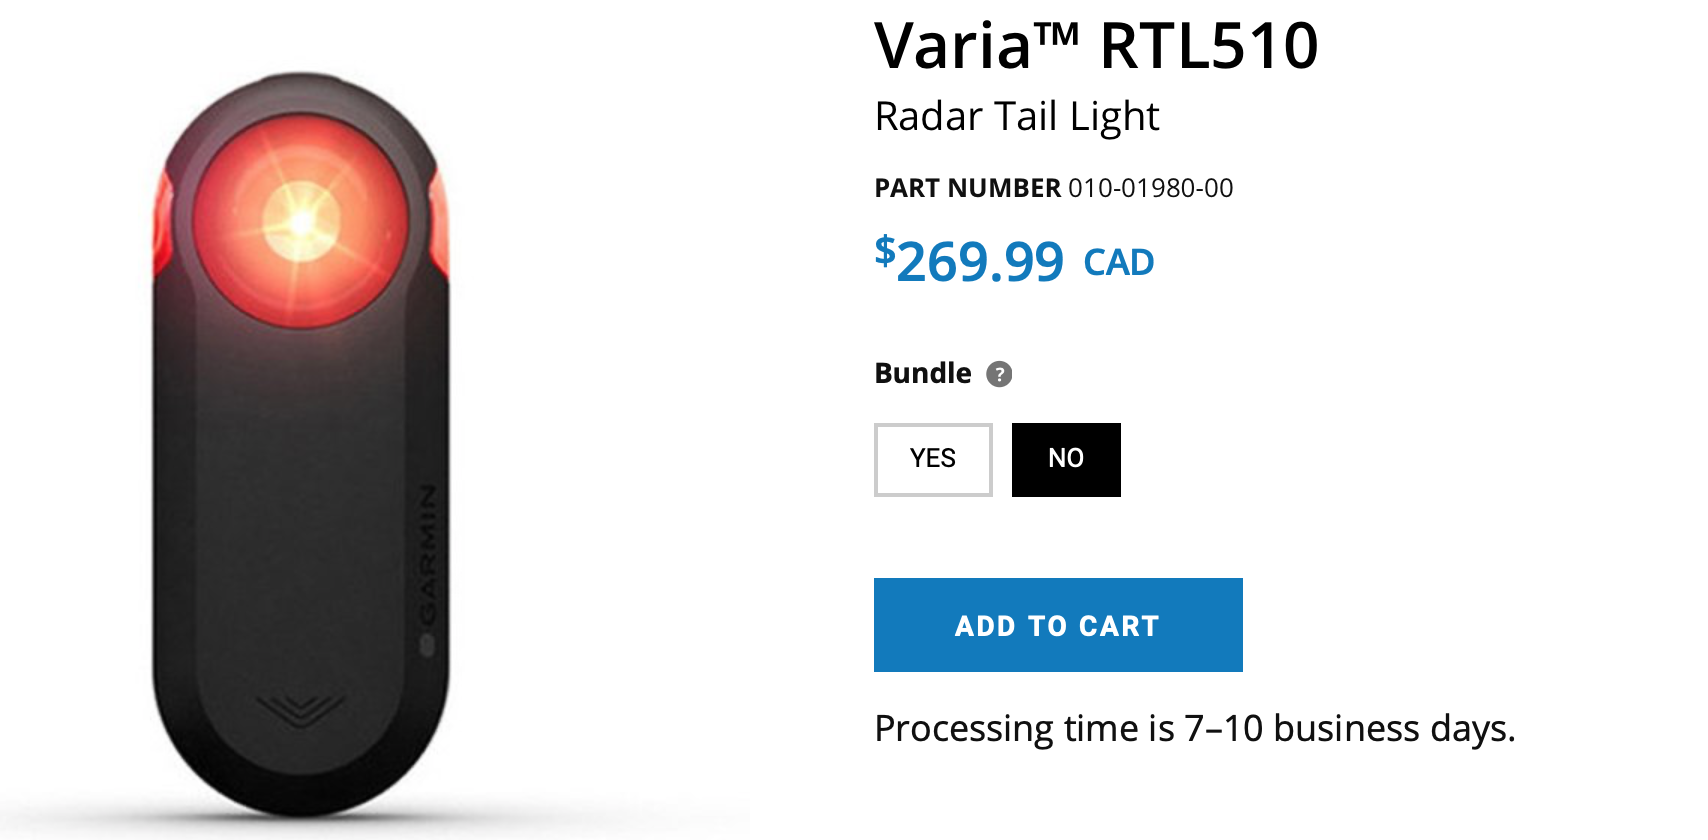 Varia™ RTL510
Radar Tail Light
PART NUMBER 010-01980-00
$269.99 CAD
Bundle ?
YES NO
ADD TO CART
Processing time is 7–10 business days.
GARMIN